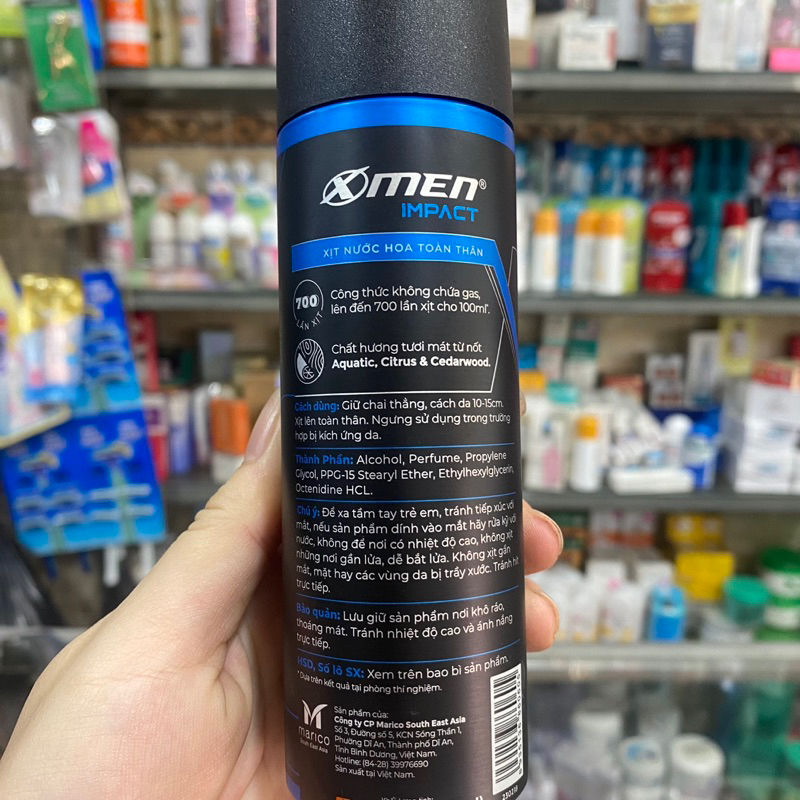 XMEN®
IMPACT
XỊT NƯỚC HOA TOÀN THÂN
700
LẦN XỊT
Công thức không chứa gas,
lên đến 700 lần xịt cho 100ml*.
Chất hương tươi mát từ nốt
Aquatic, Citrus & Cedarwood.
Cách dùng: Giữ chai thẳng, cách da 10-15cm.
Xịt lên toàn thân. Ngưng sử dụng trong trường
hợp bị kích ứng da.
Thành Phần: Alcohol, Perfume, Propylene
Glycol, PPG-15 Stearyl Ether, Ethylhexylglycerin,
Octenidine HCL.
Chú ý: Để xa tầm tay trẻ em, tránh tiếp xúc với
mắt, nếu sản phẩm dính vào mắt hãy rửa kỹ với
nước, không để nơi có nhiệt độ cao, không xịt
những nơi gần lửa, dễ bắt lửa. Không xịt gần
mắt, mặt hay các vùng da bị trầy xước. Tránh hít
trực tiếp.
Bảo quản: Lưu giữ sản phẩm nơi khô ráo,
thoáng mát. Tránh nhiệt độ cao và ánh nắng
trực tiếp.
HSD, Số lô SX: Xem trên bao bì sản phẩm.
* Dựa trên kết quả tại phòng thí nghiệm.
marico
South East Asia
Sản phẩm của:
Công ty CP Marico South East Asia
Số 3, Đường số 5, KCN Sóng Thần 1,
Phường Dĩ An, Thành phố Dĩ An,
Tỉnh Bình Dương, Việt Nam.
Hotline: (84-28) 39976690
Sản xuất tại Việt Nam.